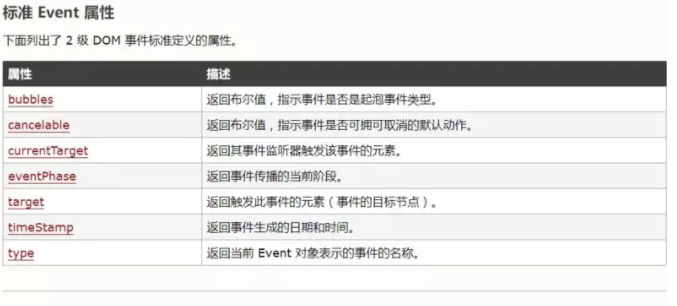 标准 Event 属性
下面列出了 2 级 DOM 事件标准定义的属性。
属性 描述
bubbles 返回布尔值，指示事件是否是起泡事件类型。
cancelable 返回布尔值，指示事件是否可拥可取消的默认动作。
currentTarget 返回其事件监听器触发该事件的元素。
eventPhase 返回事件传播的当前阶段。
target 返回触发此事件的元素（事件的目标节点）。
timeStamp 返回事件生成的日期和时间。
type 返回当前 Event 对象表示的事件的名称。